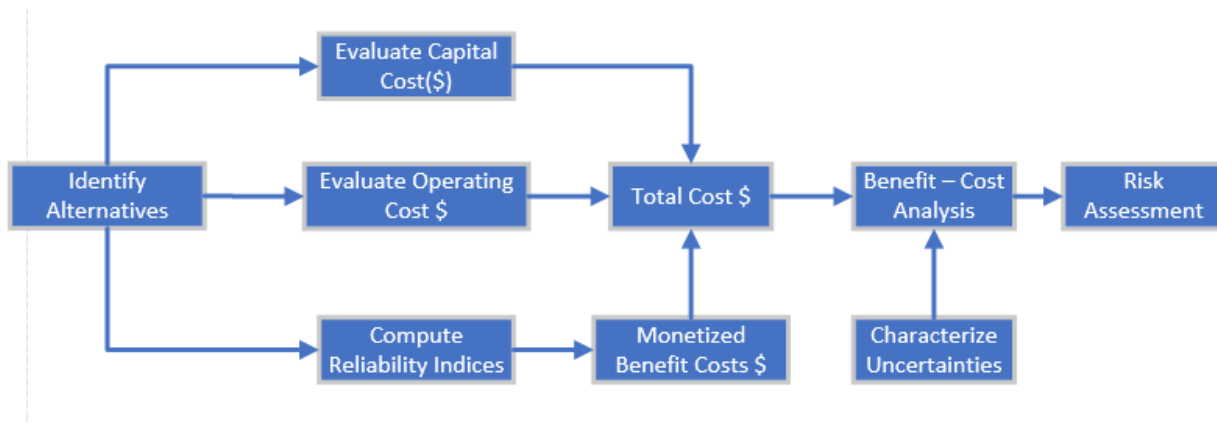 Evaluate Capital
Cost($)
Identify
Alternatives
Evaluate Operating
Cost $
Total Cost $
Benefit – Cost
Analysis
Risk
Assessment
Compute
Reliability Indices
Monetized
Benefit Costs $
Characterize
Uncertainties